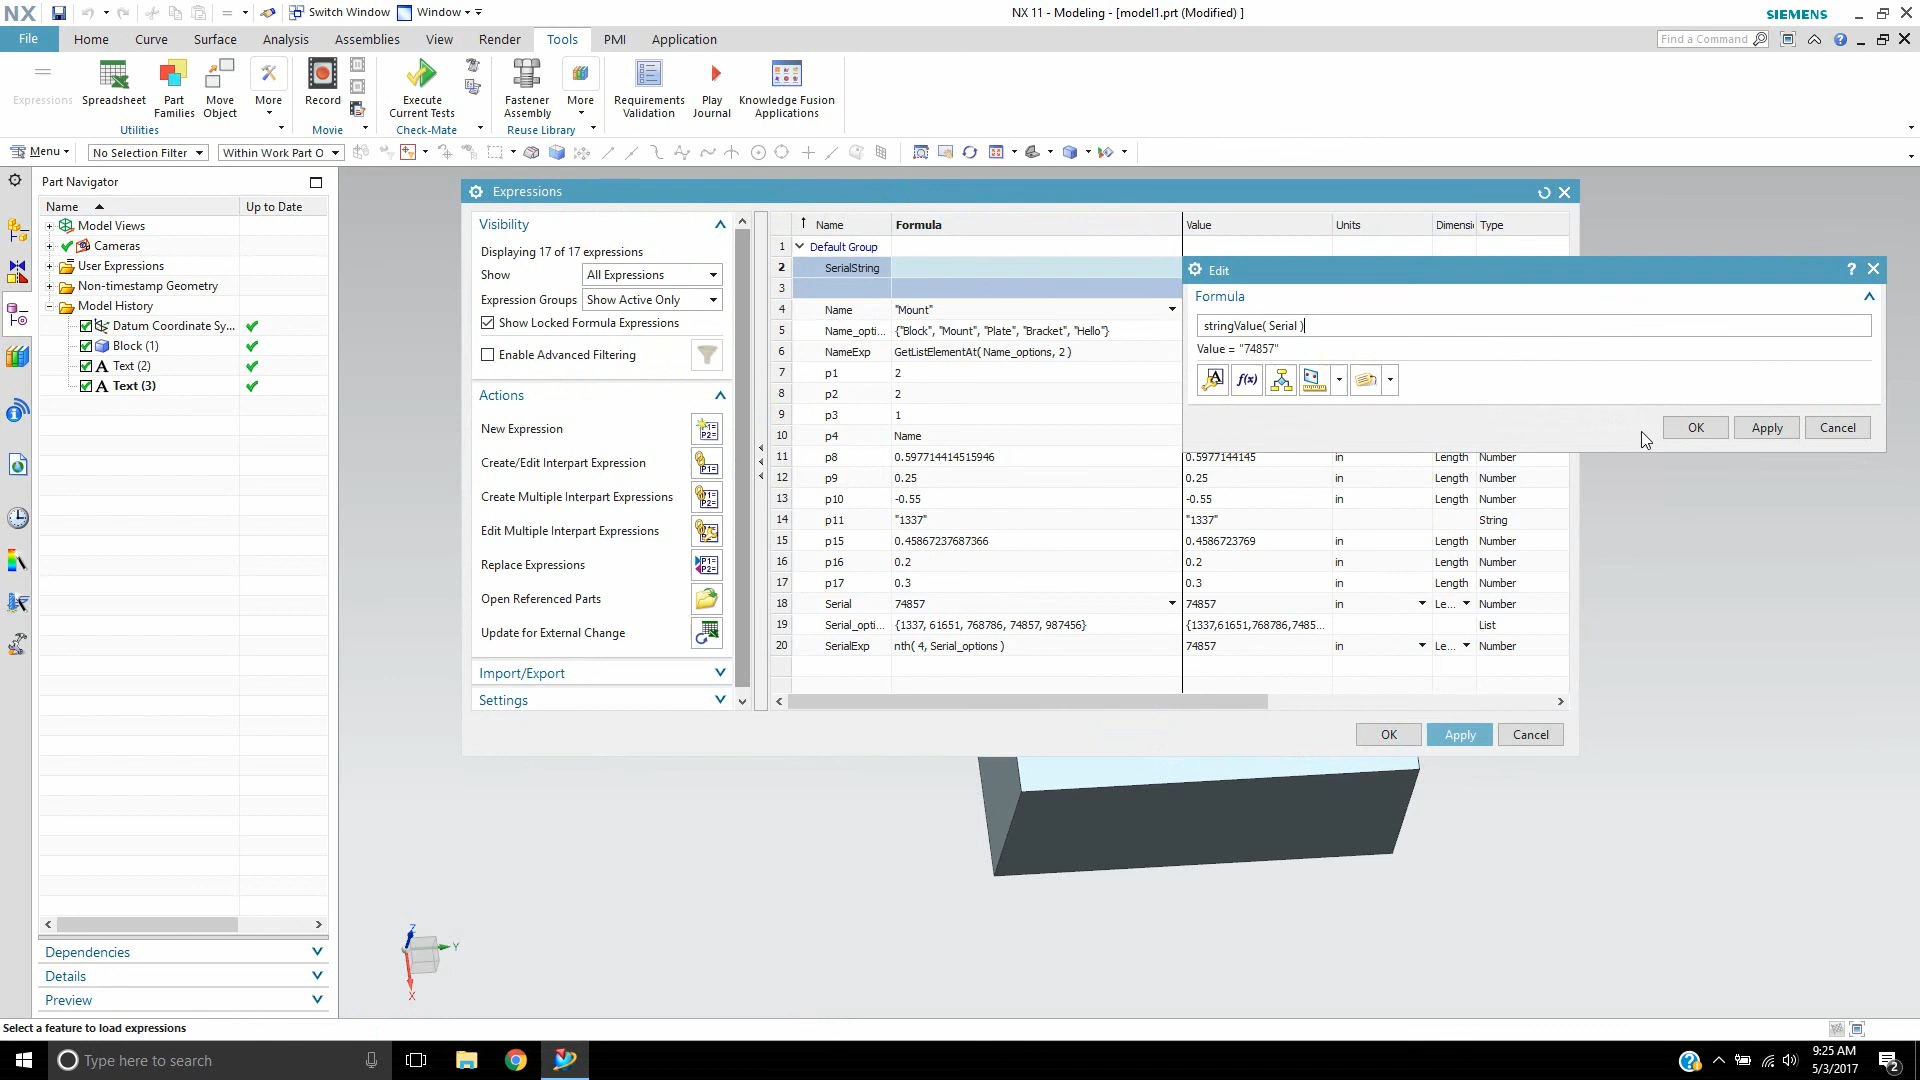 NX
Switch Window
Window
NX 11 - Modeling - [model1.prt (Modified) ]
SIEMENS
File
Home
Curve
Surface
Analysis
Assemblies
View
Render
Tools
PMI
Application
Find a Command
Expressions
Spreadsheet
Part Families
Move Object
More
Record
Execute Current Tests
Fastener Assembly
More
Requirements Validation
Play Journal
Knowledge Fusion Applications
Utilities
Movie
Check-Mate
Reuse Library
Menu
No Selection Filter
Within Work Part O
Part Navigator
Name
Up to Date
Model Views
Cameras
User Expressions
Non-timestamp Geometry
Model History
Datum Coordinate Sy...
Block (1)
Text (2)
Text (3)
Dependencies
Details
Preview
Expressions
Visibility
Displaying 17 of 17 expressions
Show
All Expressions
Expression Groups
Show Active Only
Show Locked Formula Expressions
Enable Advanced Filtering
Actions
New Expression
Create/Edit Interpart Expression
Create Multiple Interpart Expressions
Edit Multiple Interpart Expressions
Replace Expressions
Open Referenced Parts
Update for External Change
Import/Export
Settings
Name Formula Value Units Dimensi Type
1 Default Group
2 SerialString
3
4 Name "Mount"
5 Name_opti... {"Block", "Mount", "Plate", "Bracket", "Hello"}
6 NameExp GetListElementAt( Name_options, 2 )
7 p1 2
8 p2 2
9 p3 1
10 p4 Name
11 p8 0.597714414515946 0.5977144145 in Length Number
12 p9 0.25 0.25 in Length Number
13 p10 -0.55 -0.55 in Length Number
14 p11 "1337" "1337" String
15 p15 0.45867237687366 0.4586723769 in Length Number
16 p16 0.2 0.2 in Length Number
17 p17 0.3 0.3 in Length Number
18 Serial 74857 74857 in Le... Number
19 Serial_opti... {1337, 61651, 768786, 74857, 987456} {1337,61651,768786,7485... List
20 SerialExp nth( 4, Serial_options ) 74857 in Le... Number
OK
Apply
Cancel
Edit
Formula
stringValue( Serial )
Value = "74857"
f(x)
OK
Apply
Cancel
Z
Y
X
Select a feature to load expressions
Type here to search
9:25 AM
5/3/2017
2